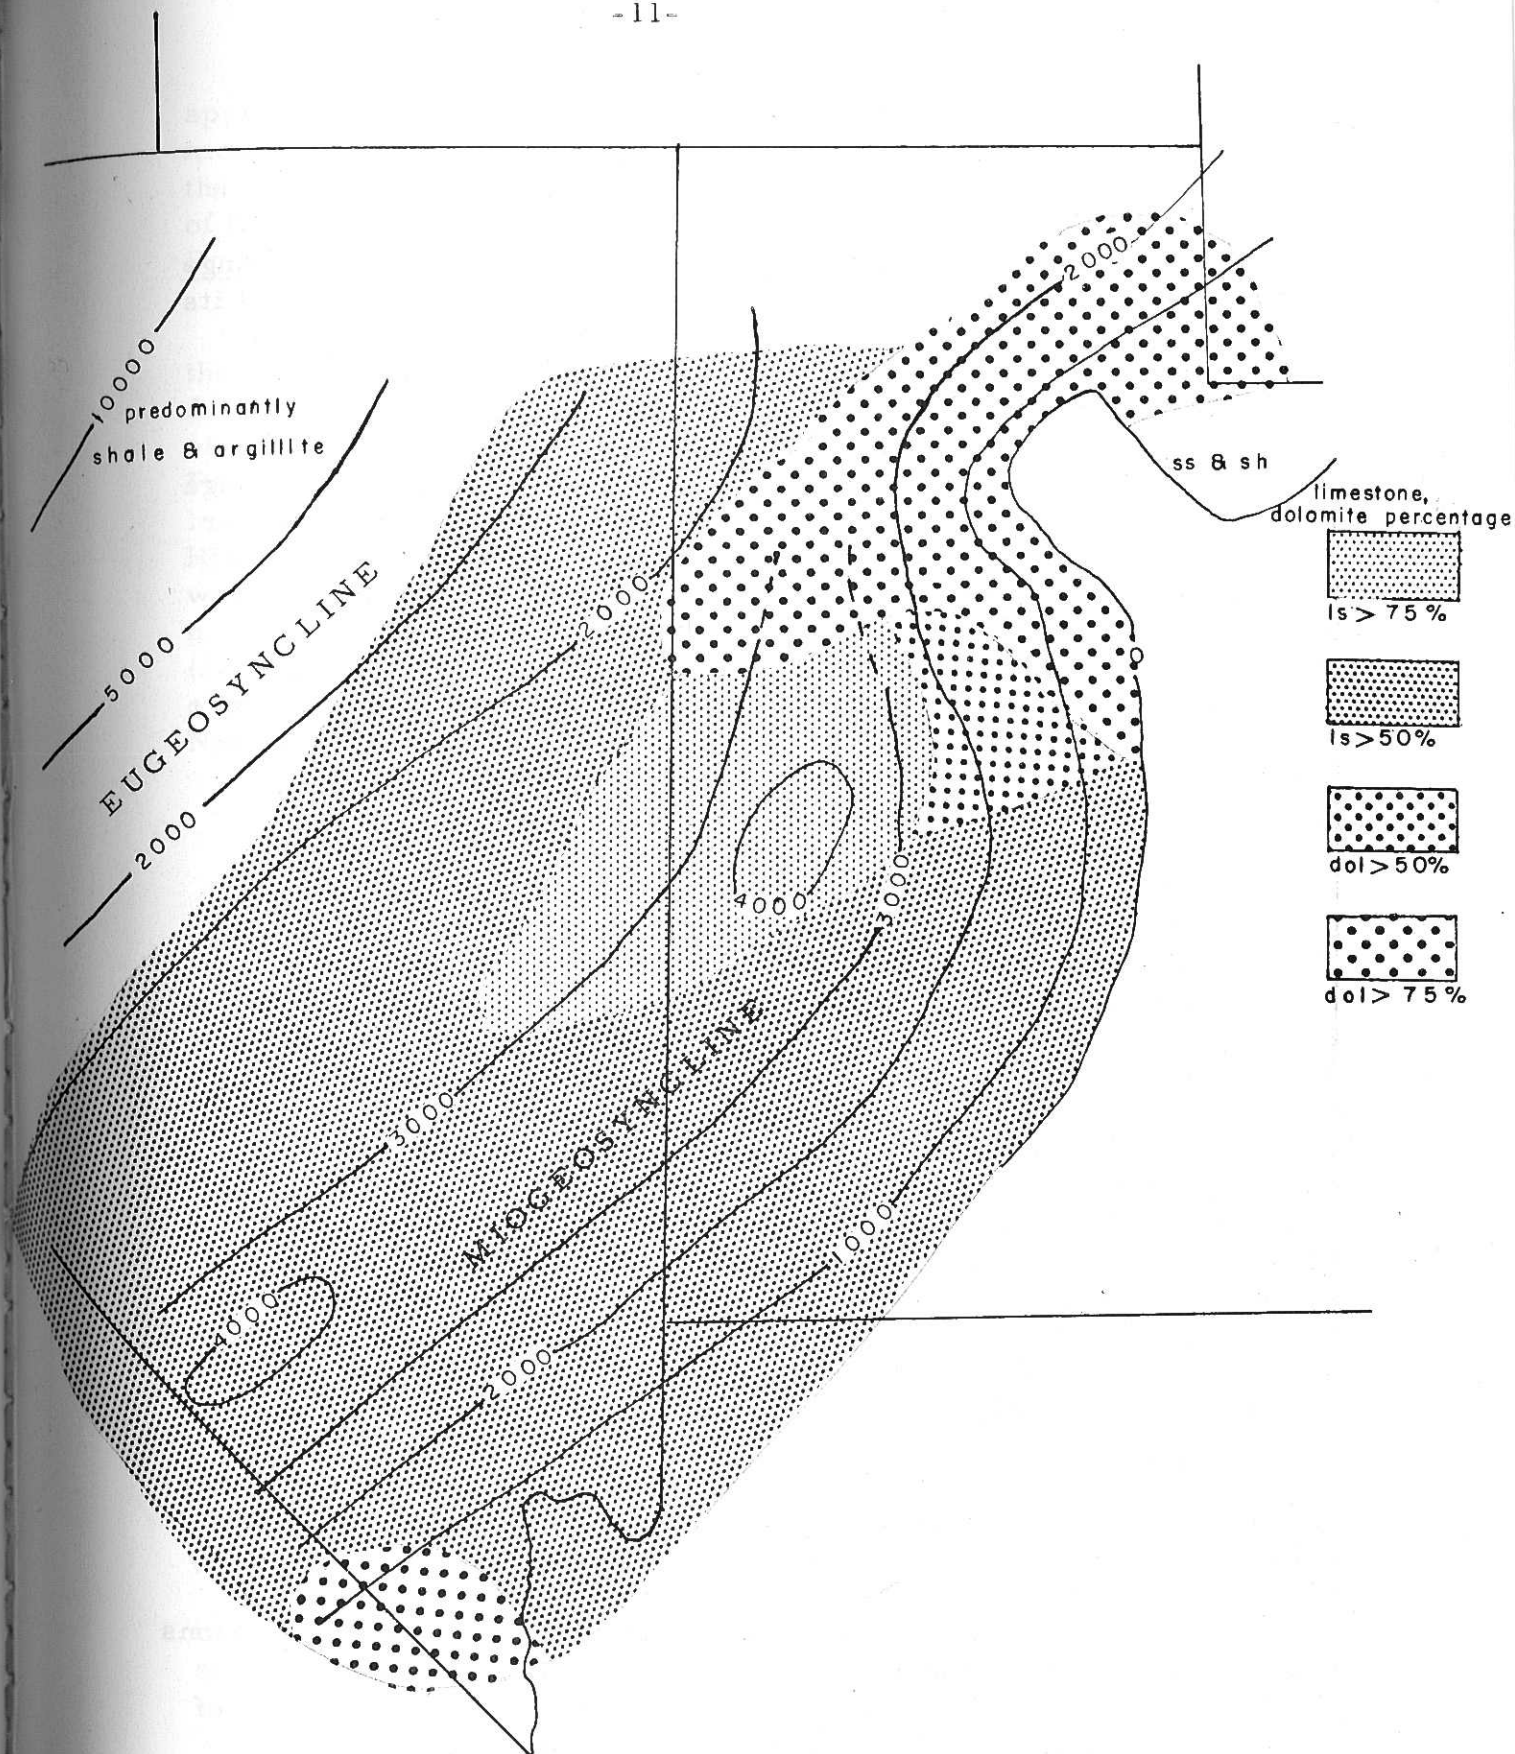 -11-
2000
10000
predominantly
shale & argillite
ss & sh
limestone,
dolomite percentage
ls > 75%
ls > 50%
dol > 50%
dol > 75%
2000
5000
EUGEOSYNCLINE
0
2000
4000
3000
3000
MIOGEOSYNCLINE
1000
4000
2000